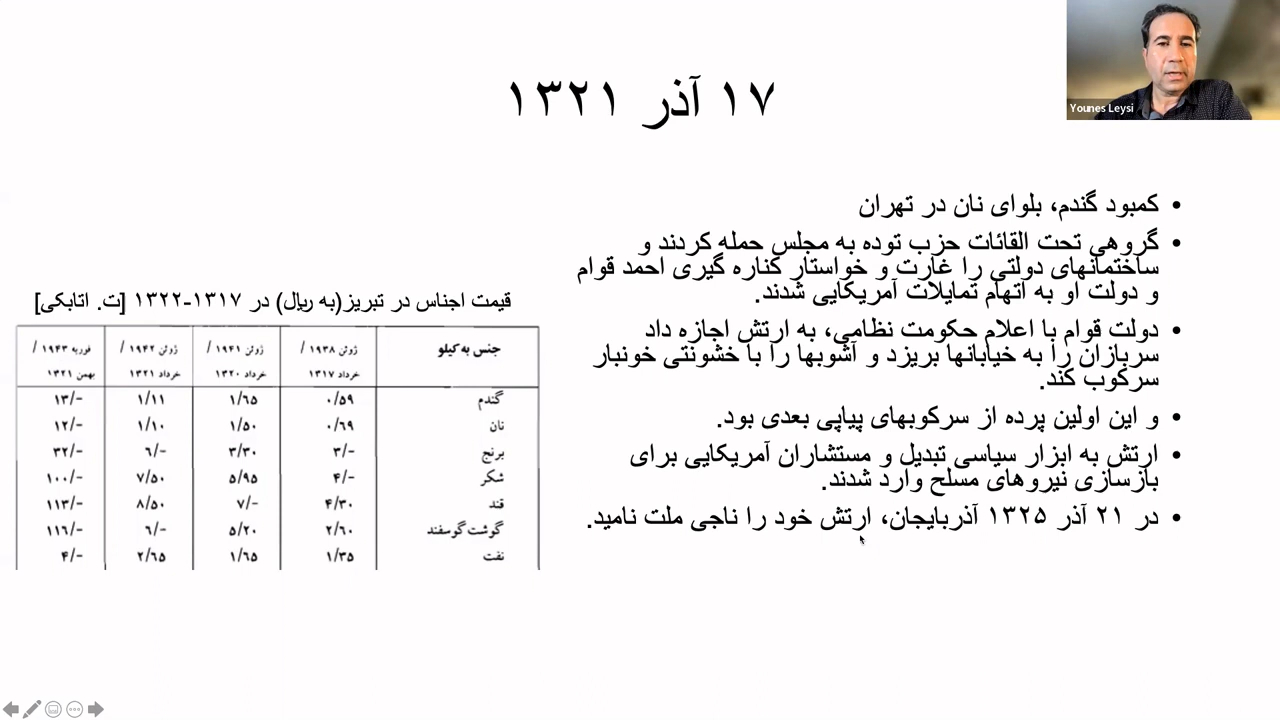 ۱۷ آذر ۱۳۲۱
Younes Leysi
• کمبود گندم، بلوای نان در تهران
• گروهی تحت القائات حزب توده به مجلس حمله کردند و
ساختمانهای دولتی را غارت و خواستار کناره گیری احمد قوام
و دولت او به اتهام تمایلات آمریکایی شدند.
• دولت قوام با اعلام حکومت نظامی، به ارتش اجازه داد
سربازان را به خیابانها بریزد و آشوبها را با خشونتی خونبار
سرکوب کند.
• و این اولین پرده از سرکوبهای پیاپی بعدی بود.
• ارتش به ابزار سیاسی تبدیل و مستشاران آمریکایی برای
بازسازی نیروهای مسلح وارد شدند.
• در ۲۱ آذر ۱۳۲۵ آذربایجان، ارتش خود را ناجی ملت نامید.
قیمت اجناس در تبریز(به ریال) در ۱۳۱۷-۱۳۲۲ [ت. اتابکی]
جنس به کیلو ژوئن ۱۹۳۸ / ژوئن ۱۹۴۱ / ژوئن ۱۹۴۲ / فوریه ۱۹۴۳ /
خرداد ۱۳۱۷ خرداد ۱۳۲۰ خرداد ۱۳۲۱ بهمن ۱۳۲۱
گندم ۰/۵۹ ۱/۶۵ ۱/۱۱ ۱۳/-
نان ۰/۶۹ ۱/۵۰ ۱/۱۰ ۱۲/-
برنج ۳/- ۳/۳۰ ۶/- ۳۲/-
شکر ۴/- ۵/۹۵ ۷/۵۰ ۱۰۰/-
قند ۴/۳۰ ۷/- ۸/۵۰ ۱۱۳/-
گوشت گوسفند ۲/۶۰ ۵/۲۰ ۶/- ۱۱۶/-
نفت ۱/۳۵ ۱/۶۵ ۲/۶۵ ۴/-